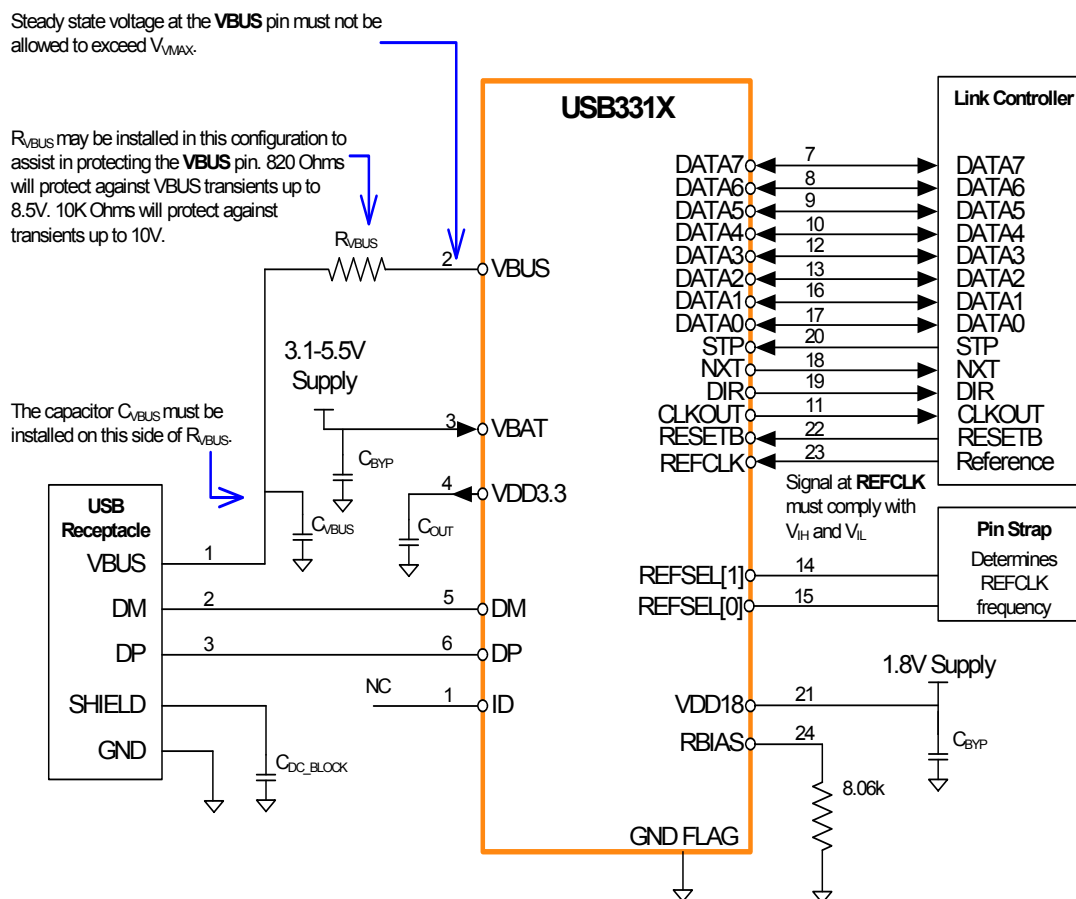 Steady state voltage at the VBUS pin must not be
allowed to exceed VVMAX.
RVBUS may be installed in this configuration to
assist in protecting the VBUS pin. 820 Ohms
will protect against VBUS transients up to
8.5V. 10K Ohms will protect against
transients up to 10V.
RVBUS
2
VBUS
3.1-5.5V
Supply
The capacitor CVBUS must be
installed on this side of RVBUS.
3
VBAT
CBYP
4
VDD3.3
COUT
CVBUS
USB
Receptacle
VBUS
1
DM
2
5
DM
DP
3
6
DP
SHIELD
NC
1
ID
GND
CDC_BLOCK
USB331X
Link Controller
DATA7
7
DATA7
DATA6
8
DATA6
DATA5
9
DATA5
DATA4
10
DATA4
DATA3
12
DATA3
DATA2
13
DATA2
DATA1
16
DATA1
DATA0
17
DATA0
STP
20
STP
NXT
18
NXT
DIR
19
DIR
CLKOUT
11
CLKOUT
RESETB
22
RESETB
REFCLK
23
Reference
Signal at REFCLK
must comply with
VIH and VIL
Pin Strap
Determines
REFCLK
frequency
REFSEL[1]
14
REFSEL[0]
15
1.8V Supply
VDD18
21
CBYP
RBIAS
24
8.06k
GND FLAG